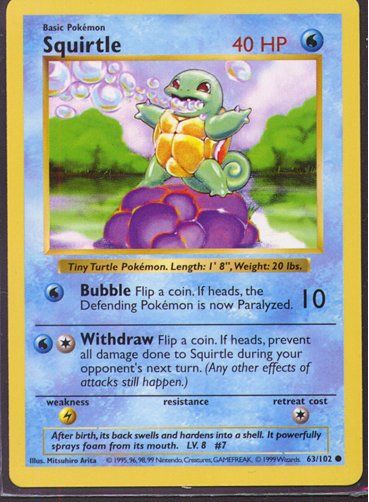 Basic Pokémon
Squirtle 40 HP
Tiny Turtle Pokémon. Length: 1' 8", Weight: 20 lbs.
Bubble Flip a coin. If heads, the
Defending Pokémon is now Paralyzed. 10
Withdraw Flip a coin. If heads, prevent
all damage done to Squirtle during your
opponent's next turn. (Any other effects of
attacks still happen.)
weakness resistance retreat cost
After birth, its back swells and hardens into a shell. It powerfully
sprays foam from its mouth. LV. 8 #7
Illus. Mitsuhiro Arita © 1995, 96, 98, 99 Nintendo, Creatures, GAMEFREAK. © 1999 Wizards. 63/102